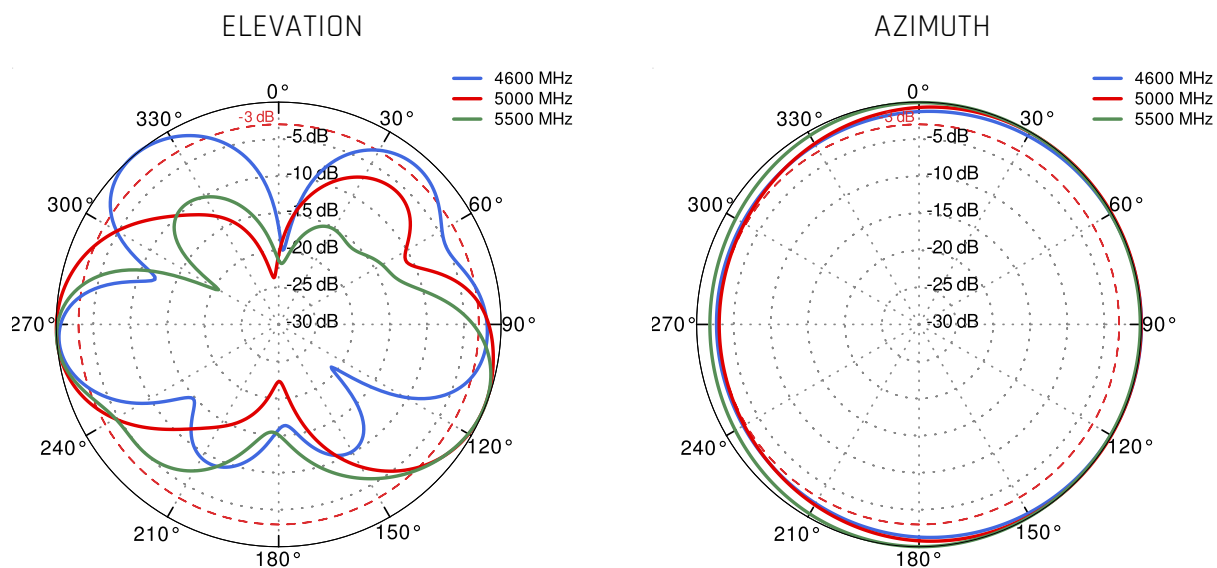 ELEVATION
4600 MHz
5000 MHz
5500 MHz
0°
30°
60°
90°
120°
150°
180°
210°
240°
270°
300°
330°
-3 dB
-5 dB
-10 dB
-15 dB
-20 dB
-25 dB
-30 dB
AZIMUTH
4600 MHz
5000 MHz
5500 MHz
0°
30°
60°
90°
120°
150°
180°
210°
240°
270°
300°
330°
3 dB
-5 dB
-10 dB
-15 dB
-20 dB
-25 dB
-30 dB